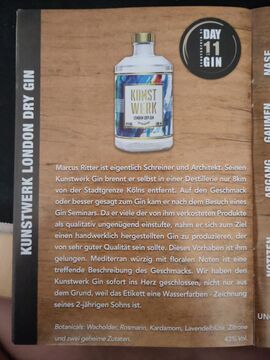 DAY
11
GIN
KUNST
WERK
LONDON DRY GIN
KUNSTWERK LONDON DRY GIN
Marcus Ritter ist eigentlich Schreiner und Architekt. Seinen
Kunstwerk Gin brennt er selbst in einer Destillerie nur 8km
von der Stadtgrenze Kölns entfernt. Auf den Geschmack
oder besser gesagt zum Gin kam er nach dem Besuch eines
Gin Seminars. Da er viele der von ihm verkosteten Produkte
als qualitativ ungenügend einstufte, nahm er sich zum Ziel
einen handwerklich hergestellten Gin zu produzieren, der
von sehr guter Qualität sein sollte. Dieses Vorhaben ist ihm
gelungen. Mediterran würzig mit floralen Noten ist eine
treffende Beschreibung des Geschmacks. Wir haben den
Kunstwerk Gin sofort ins Herz geschlossen, nicht nur aus
dem Grund, weil das Etikett eine Wasserfarben - Zeichnung
seines 2-jährigen Sohns ist.
Botanicals: Wacholder, Rosmarin, Kardamom, Lavendelblüte, Zitrone
und zwei geheime Zutaten.
43% Vol.
NASE
GAUMEN
GANG
UN